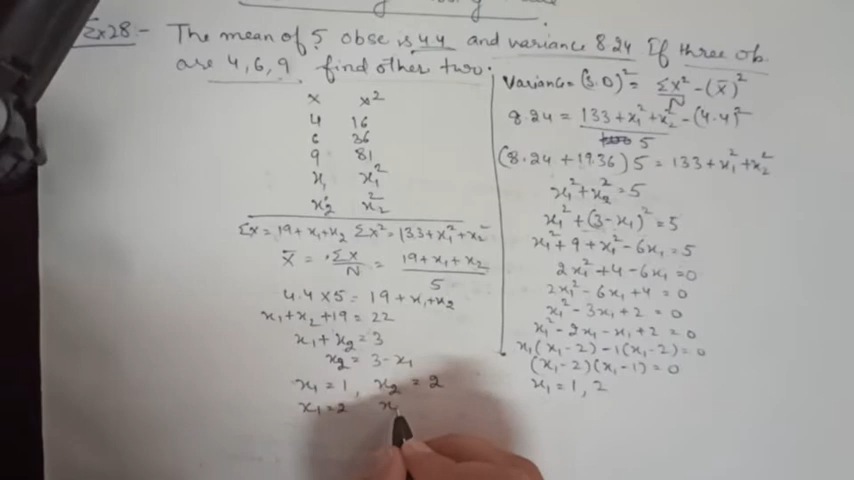 Ex28:- The mean of 5 obse is 4.4 and variance 8.24 If three ob.
are 4,6,9 find other two.
x x²
4 16
6 36
9 81
x₁ x₁²
x₂ x₂²
Σx = 19+x₁+x₂ Σx² = 133+x₁²+x₂²
x̄ = Σx/N = (19+x₁+x₂)/5
4.4×5 = 19+x₁+x₂
x₁+x₂+19 = 22
x₁+x₂ = 3
x₂ = 3-x₁
x₁ = 1, x₂ = 2
x₁ = 2 x
Variance = (S.D)² = Σx²/N - (x̄)²
8.24 = (133+x₁²+x₂²)/5 - (4.4)²
(8.24+19.36)5 = 133+x₁²+x₂²
x₁²+x₂² = 5
x₁²+(3-x₁)² = 5
x₁²+9+x₁²-6x₁ = 5
2x₁²+4-6x₁ = 0
2x₁²-6x₁+4 = 0
x₁²-3x₁+2 = 0
x₁²-2x₁-x₁+2 = 0
x₁(x₁-2)-1(x₁-2) = 0
(x₁-2)(x₁-1) = 0
x₁ = 1, 2